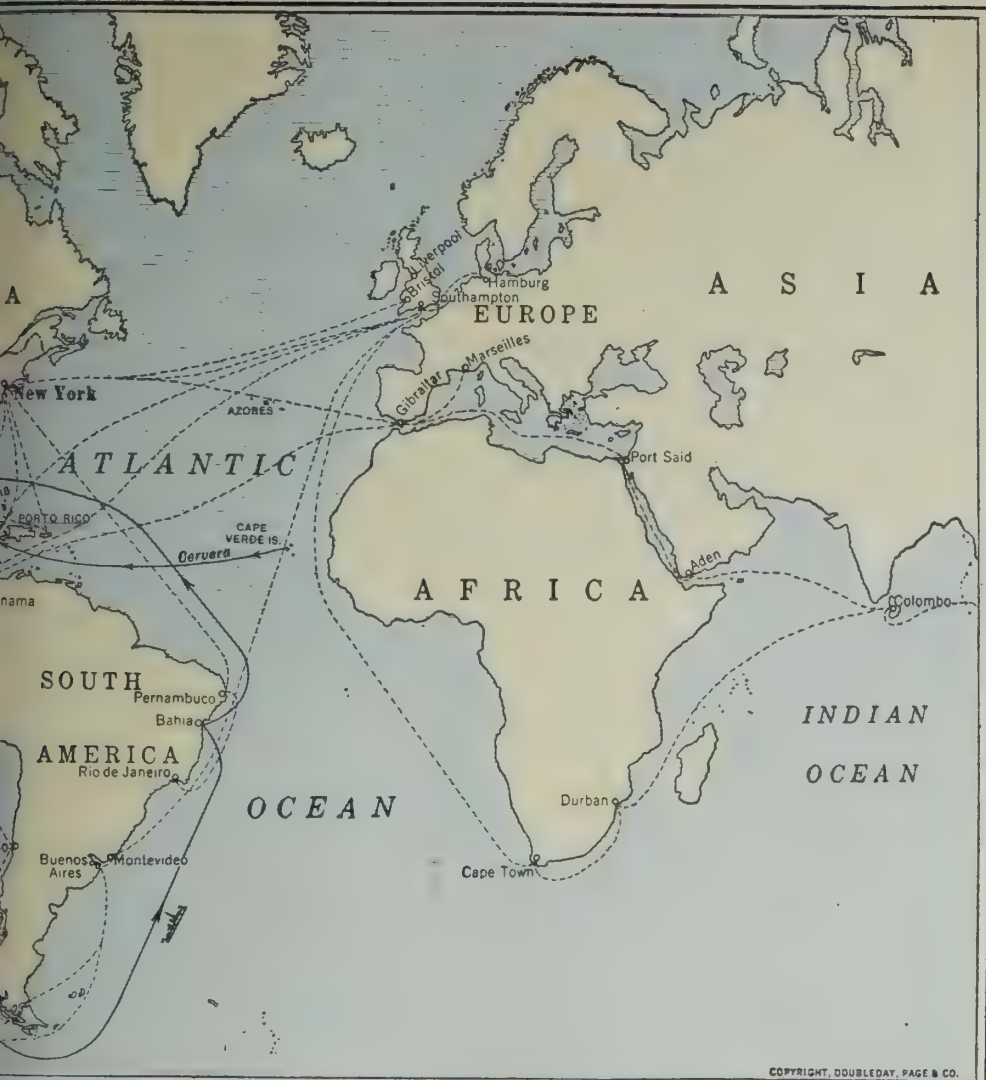 A
ASIA
Liverpool
Bristol
Hamburg
Southampton
EUROPE
Marseilles
Gibraltar
New York
AZORES
ATLANTIC
Port Said
PORTO RICO
CAPE
VERDE IS.
Cervera
Aden
AFRICA
nama
Colombo
SOUTH
Pernambuco
Bahia
INDIAN
AMERICA
Rio de Janeiro
OCEAN
OCEAN
Durban
Buenos
Aires
Montevideo
Cape Town
COPYRIGHT, DOUBLEDAY, PAGE & CO.